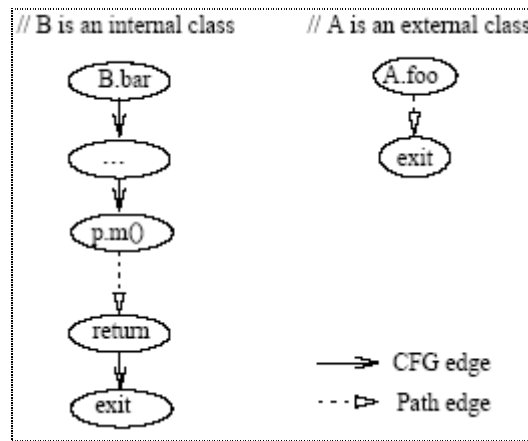 // B is an internal class
// A is an external class
B.bar
...
p.m()
return
exit
A.foo
exit
CFG edge
Path edge